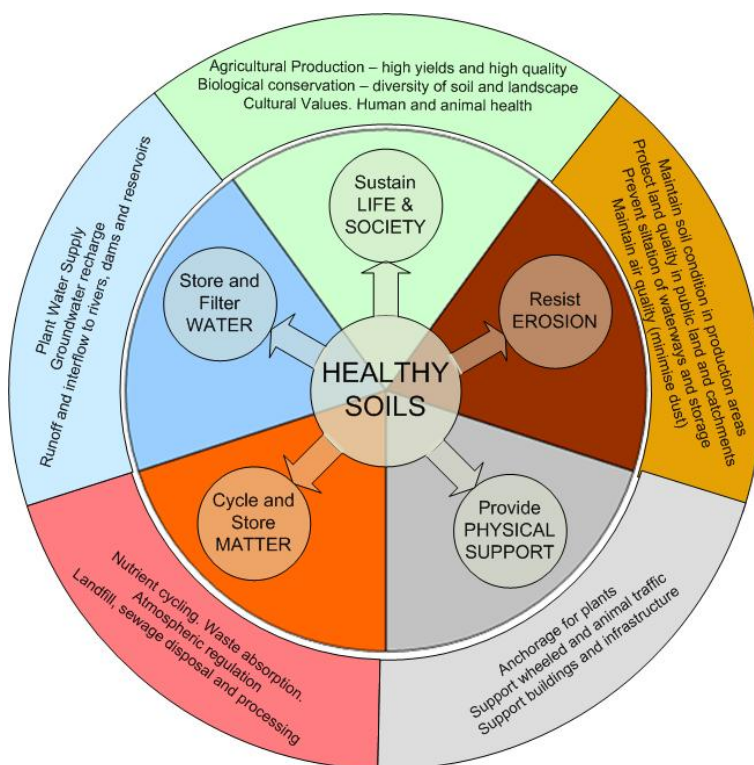 Agricultural Production – high yields and high quality
Biological conservation – diversity of soil and landscape
Cultural Values. Human and animal health
Sustain
LIFE &
SOCIETY
Maintain soil condition in production areas
Protect land quality in public land and catchments
Prevent siltation of waterways and storage
Maintain air quality (minimise dust)
Resist
EROSION
Plant Water Supply
Groundwater recharge
Runoff and interflow to rivers, dams and reservoirs
Store and
Filter
WATER
HEALTHY
SOILS
Cycle and
Store
MATTER
Provide
PHYSICAL
SUPPORT
Nutrient cycling. Waste absorption.
Atmospheric regulation
Landfill, sewage disposal and processing
Anchorage for plants
Support wheeled and animal traffic
Support buildings and infrastructure